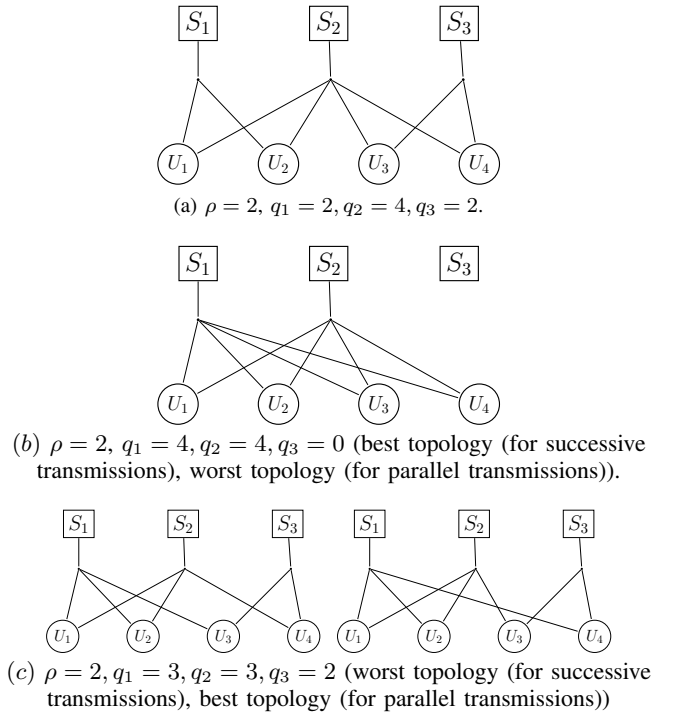 S1 S2 S3
U1 U2 U3 U4
(a) ρ = 2, q1 = 2, q2 = 4, q3 = 2.
S1 S2 S3
U1 U2 U3 U4
(b) ρ = 2, q1 = 4, q2 = 4, q3 = 0 (best topology (for successive
transmissions), worst topology (for parallel transmissions)).
S1 S2 S3 S1 S2 S3
U1 U2 U3 U4 U1 U2 U3 U4
(c) ρ = 2, q1 = 3, q2 = 3, q3 = 2 (worst topology (for successive
transmissions), best topology (for parallel transmissions))